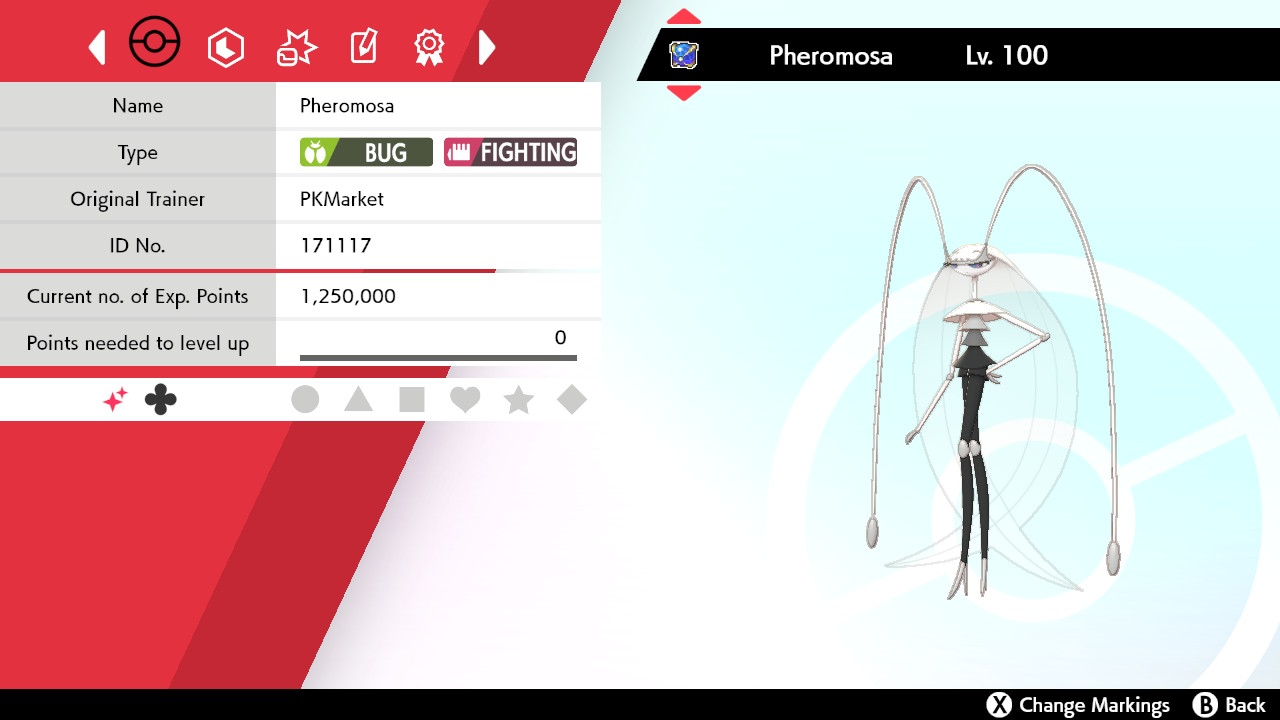 Pheromosa Lv. 100
Name Pheromosa
Type BUG FIGHTING
Original Trainer PKMarket
ID No. 171117
Current no. of Exp. Points 1,250,000
Points needed to level up 0
X Change Markings B Back